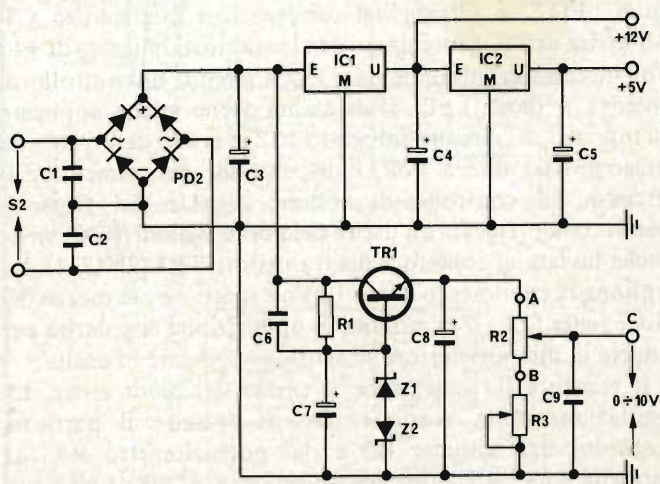 +12V
IC1
IC2
E
U
M
E
U
M
+5V
+
~
~
−
PD2
C1
C2
S2
+
C3
+
C4
+
C5
TR1
C6
R1
+
C8
+
C7
Z1
Z2
A
R2
B
R3
C
C9
0÷10V